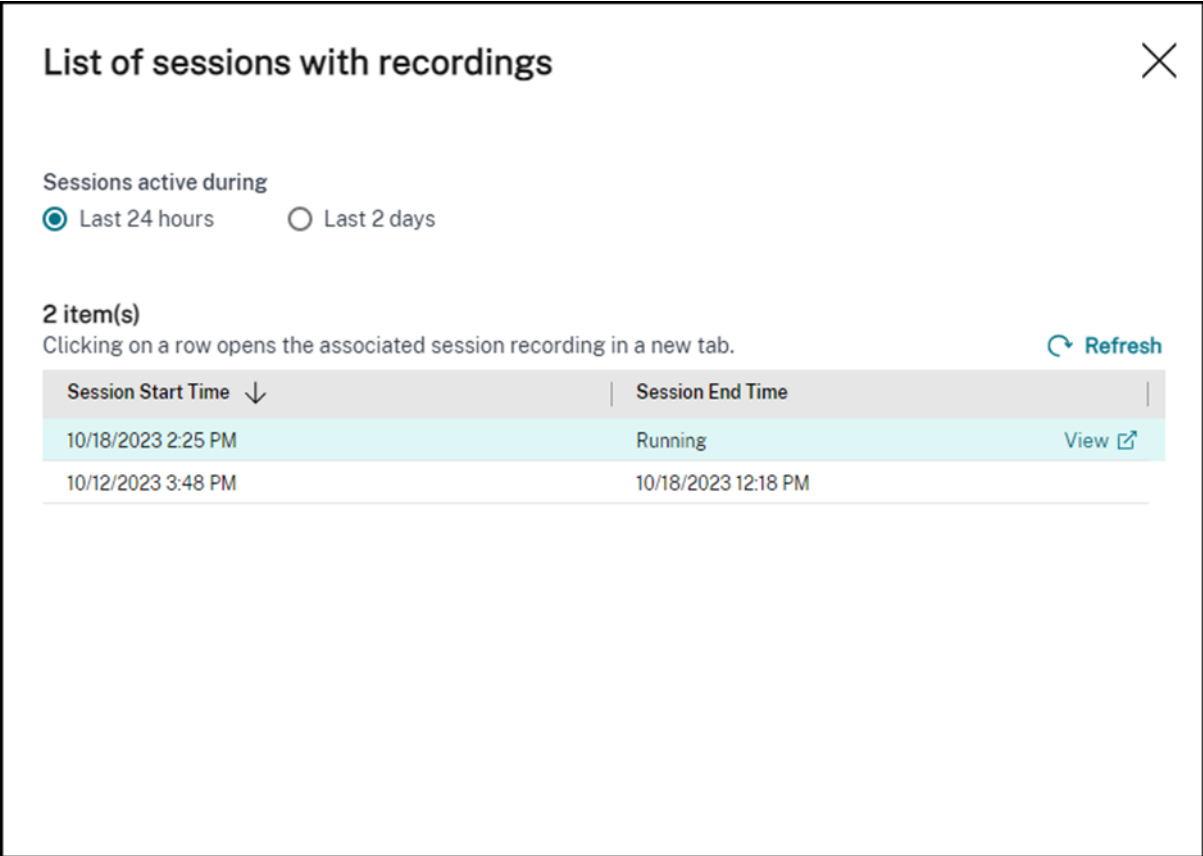 List of sessions with recordings
Sessions active during
Last 24 hours Last 2 days
2 item(s)
Clicking on a row opens the associated session recording in a new tab. Refresh
Session Start Time Session End Time
10/18/2023 2:25 PM Running View
10/12/2023 3:48 PM 10/18/2023 12:18 PM